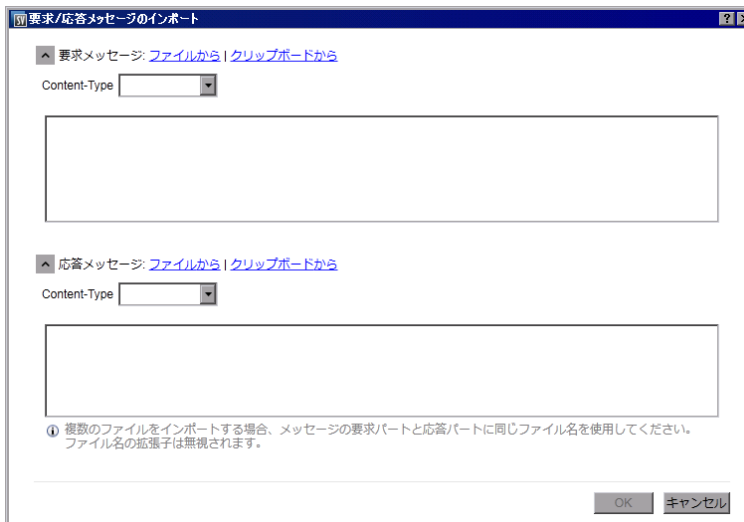 SV 要求/応答メッセージのインポート
要求メッセージ: ファイルから | クリップボードから
Content-Type
応答メッセージ: ファイルから | クリップボードから
Content-Type
複数のファイルをインポートする場合、メッセージの要求パートと応答パートに同じファイル名を使用してください。
ファイル名の拡張子は無視されます。
OK キャンセル